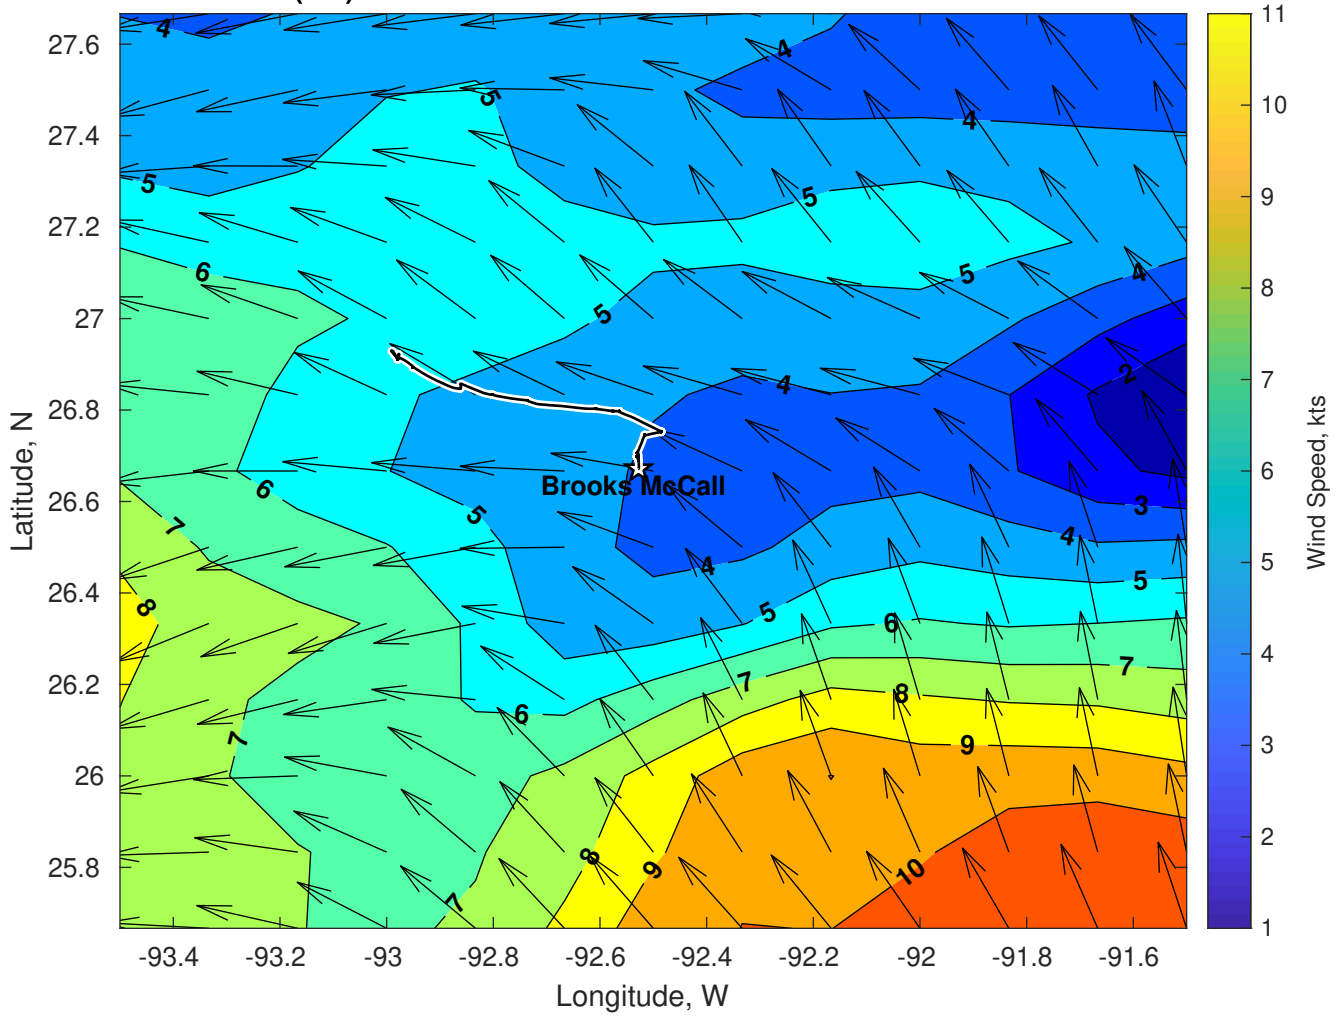 27.6
27.4
27.2
27
26.8
26.6
26.4
26.2
26
25.8
-93.4 -93.2 -93 -92.8 -92.6 -92.4 -92.2 -92 -91.8 -91.6
Longitude, W
Latitude, N
4 4 5 4
5 5
6 5 4
5
4 2
6 5 3
7 4 4
8 5 5
6
7 7
6 8
7 9
8 9 10
7
Brooks McCall
11
10
9
8
7
6
5
4
3
2
1
Wind Speed, kts